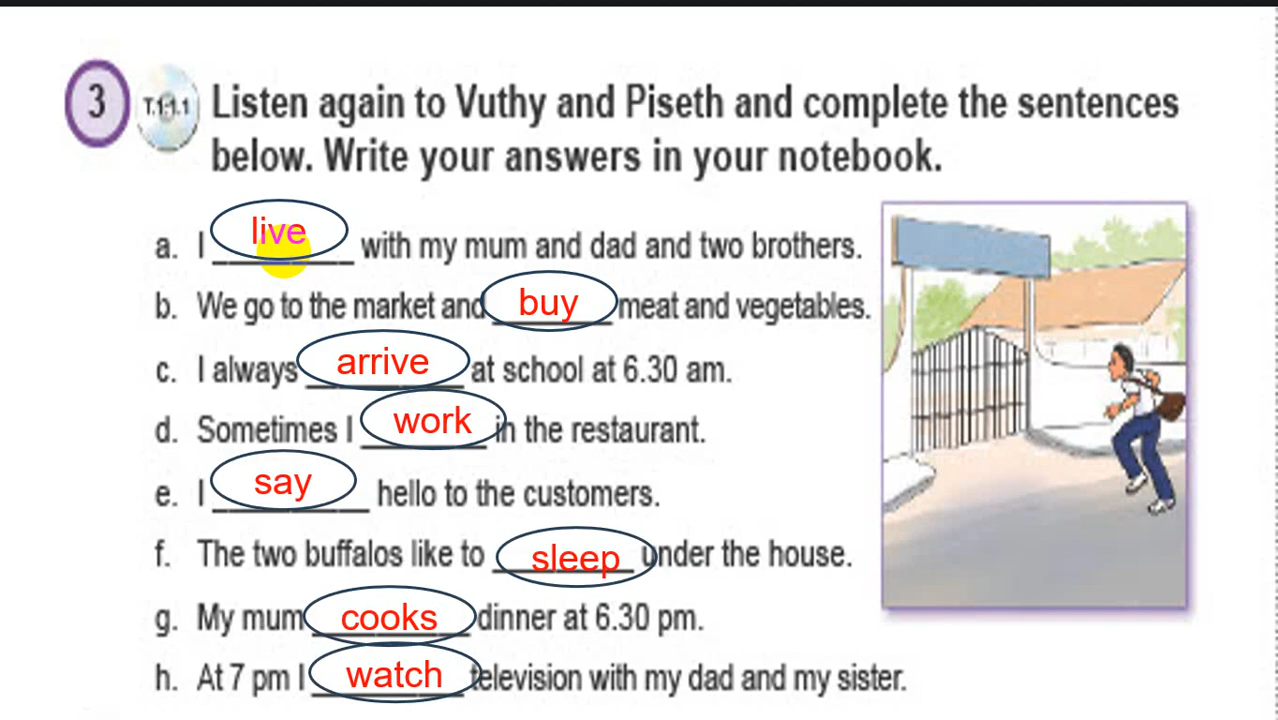 3 T.1.1.1 Listen again to Vuthy and Piseth and complete the sentences
below. Write your answers in your notebook.
a. I live with my mum and dad and two brothers.
b. We go to the market and buy meat and vegetables.
c. I always arrive at school at 6.30 am.
d. Sometimes I work in the restaurant.
e. I say hello to the customers.
f. The two buffalos like to sleep under the house.
g. My mum cooks dinner at 6.30 pm.
h. At 7 pm I watch television with my dad and my sister.